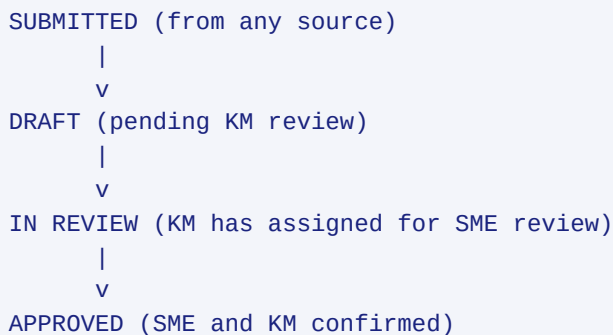 SUBMITTED (from any source)
|
v
DRAFT (pending KM review)
|
v
IN REVIEW (KM has assigned for SME review)
|
v
APPROVED (SME and KM confirmed)